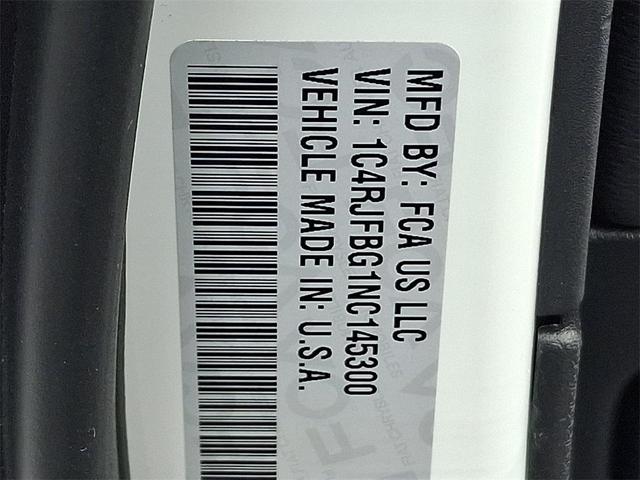 MFD BY: FCA US LLC
VIN: 1C4RJFBG1NC145300
VEHICLE MADE IN: U.S.A.